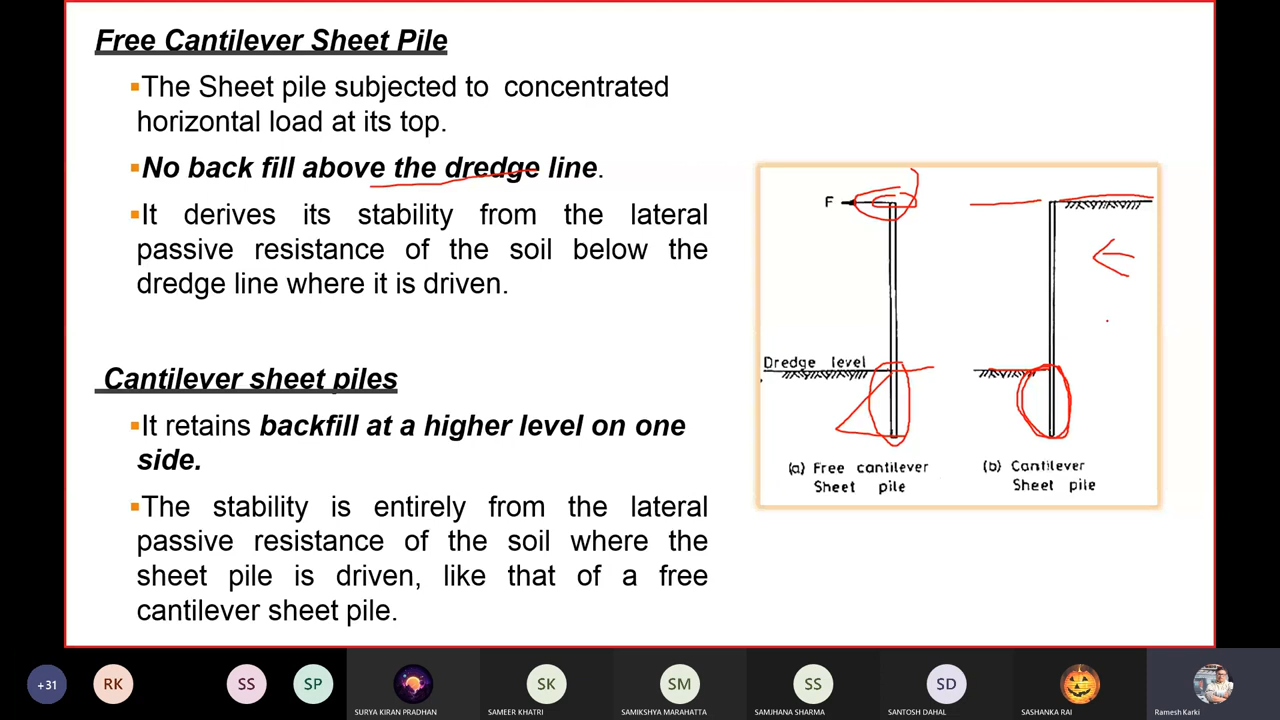 Free Cantilever Sheet Pile
▪The Sheet pile subjected to concentrated
horizontal load at its top.
▪No back fill above the dredge line.
▪It derives its stability from the lateral
passive resistance of the soil below the
dredge line where it is driven.
Cantilever sheet piles
▪It retains backfill at a higher level on one
side.
▪The stability is entirely from the lateral
passive resistance of the soil where the
sheet pile is driven, like that of a free
cantilever sheet pile.
F
Dredge level
(a) Free cantilever
Sheet pile
(b) Cantilever
Sheet pile
+31
RK
SS
SP
SURYA KIRAN PRADHAN
SK
SAMEER KHATRI
SM
SAMIKSHYA MARAHATTA
SS
SAMJHANA SHARMA
SD
SANTOSH DAHAL
SASHANKA RAI
Ramesh Karki